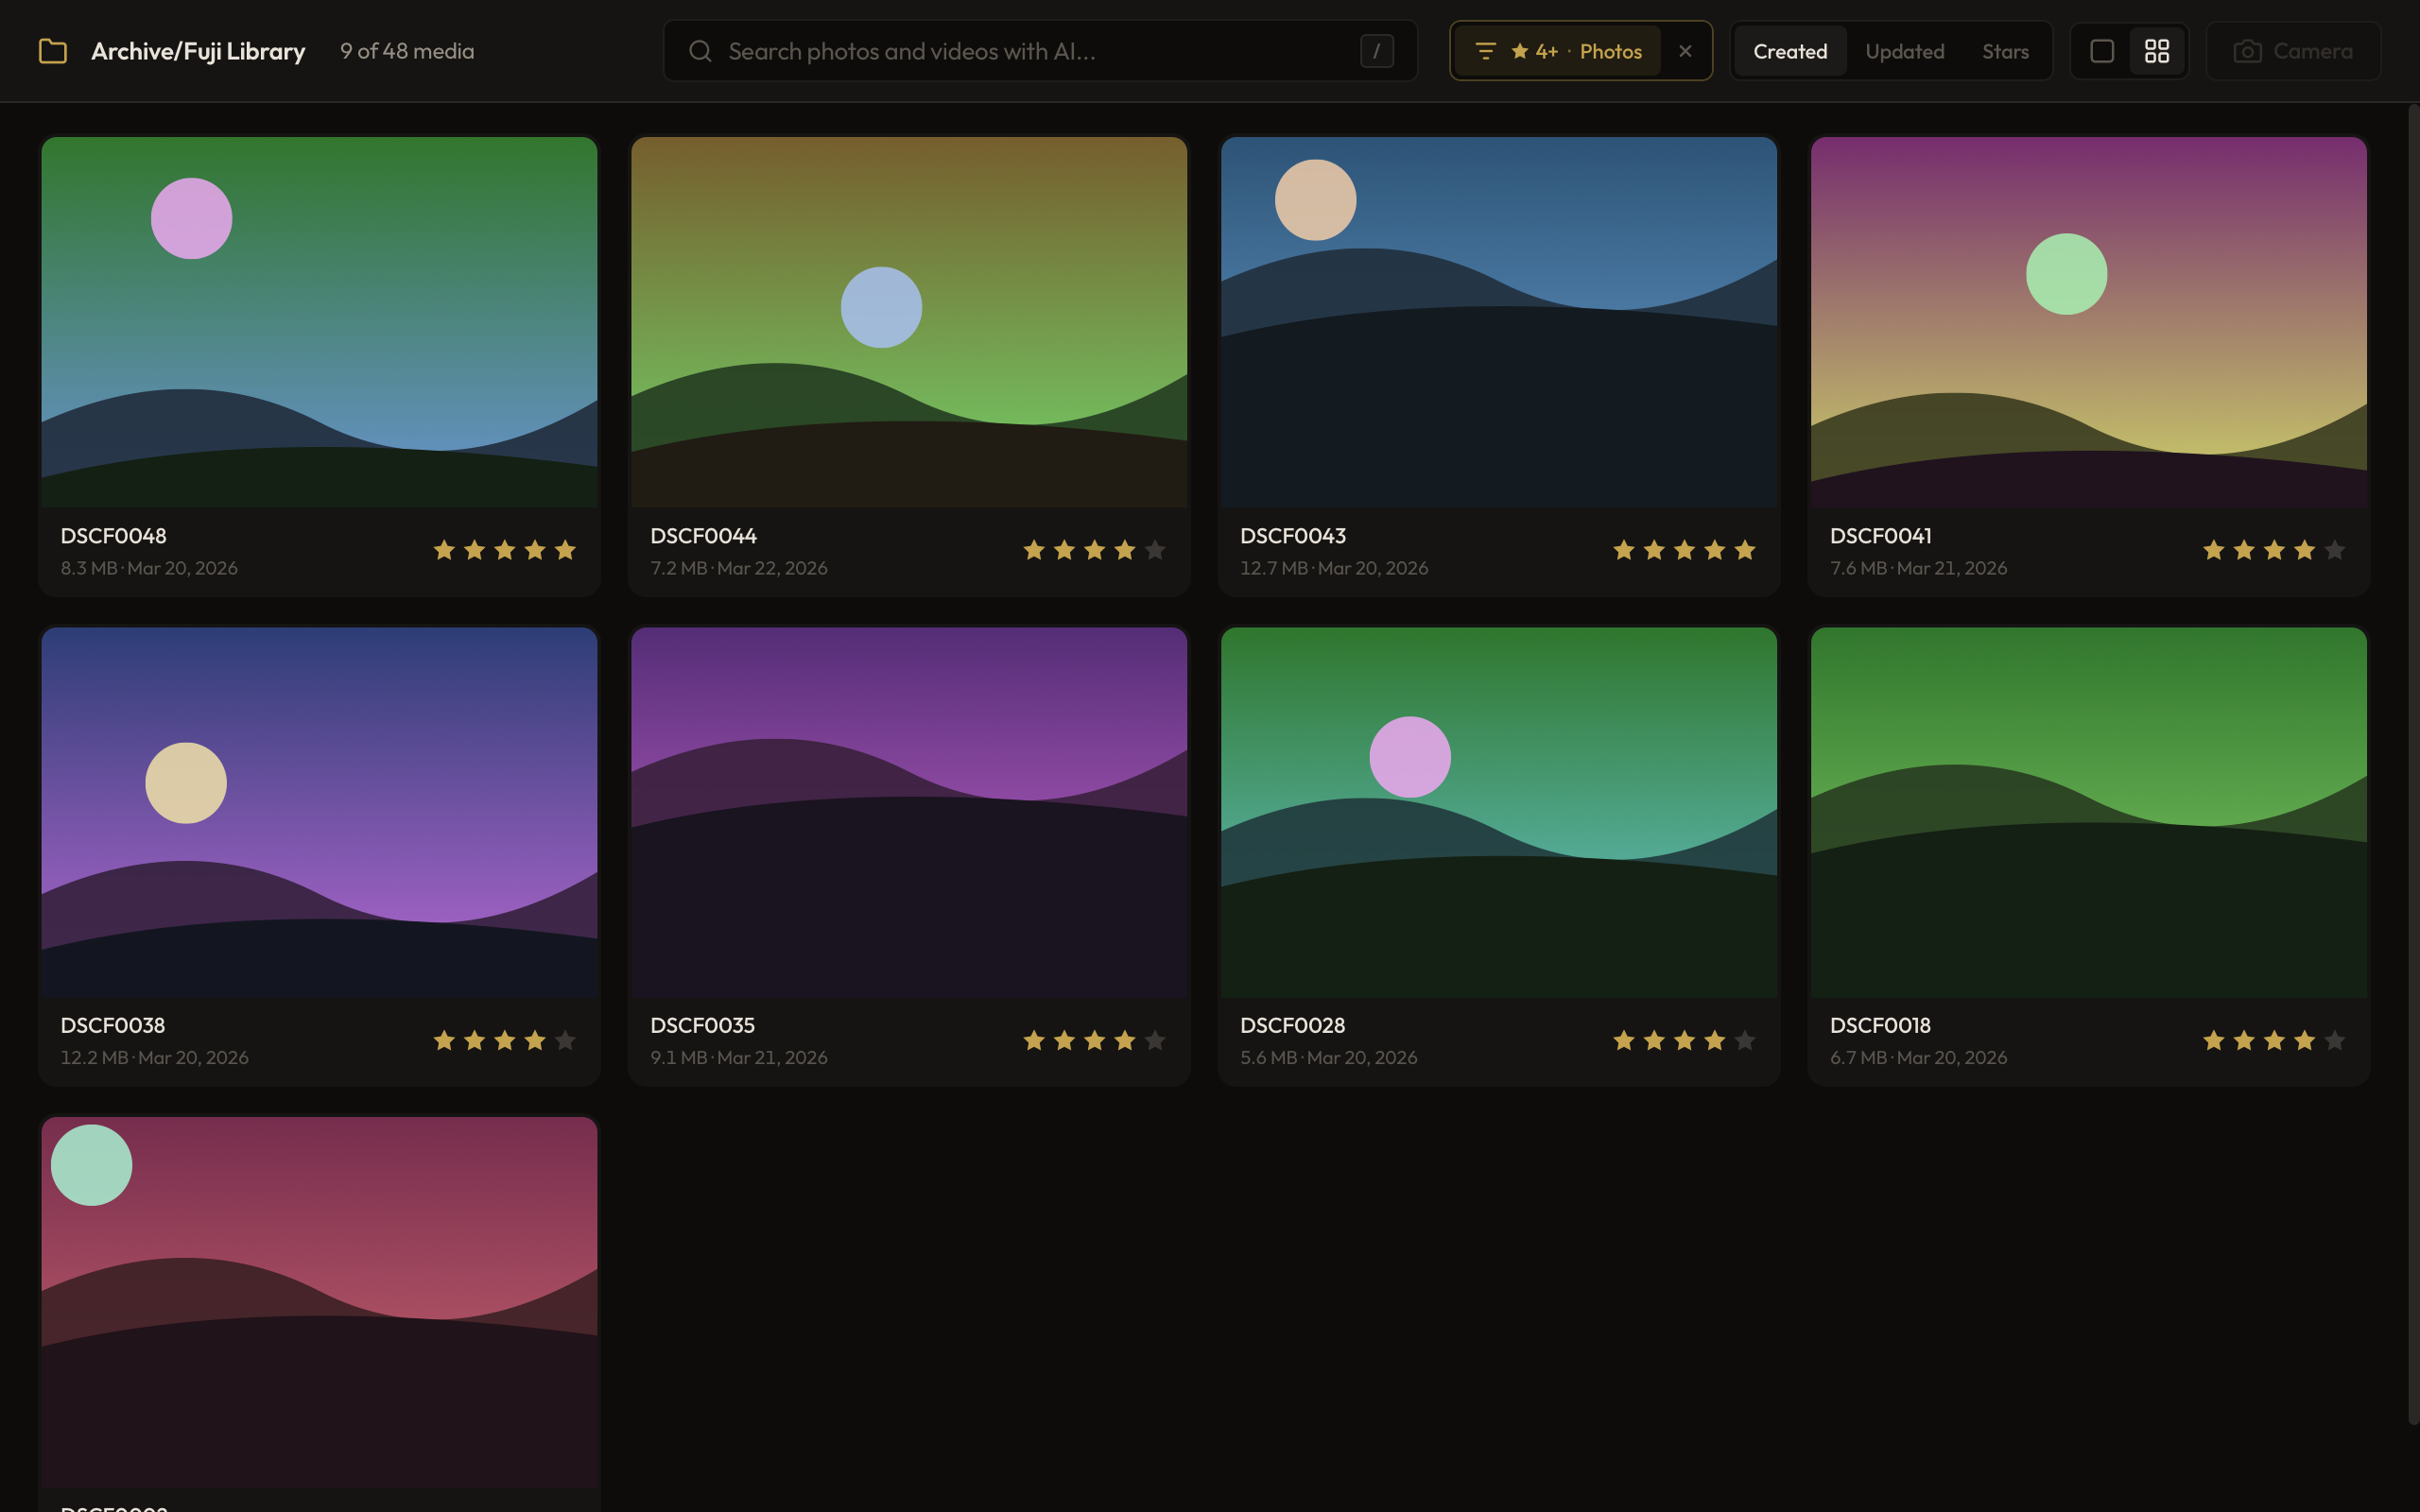 Archive/Fuji Library 9 of 48 media Search photos and videos with AI... / 4+ · Photos Created Updated Stars Camera
DSCF0048
8.3 MB·Mar 20, 2026
DSCF0044
7.2 MB·Mar 22, 2026
DSCF0043
12.7 MB·Mar 20, 2026
DSCF0041
7.6 MB·Mar 21, 2026
DSCF0038
12.2 MB·Mar 20, 2026
DSCF0035
9.1 MB·Mar 21, 2026
DSCF0028
5.6 MB·Mar 20, 2026
DSCF0018
6.7 MB·Mar 20, 2026